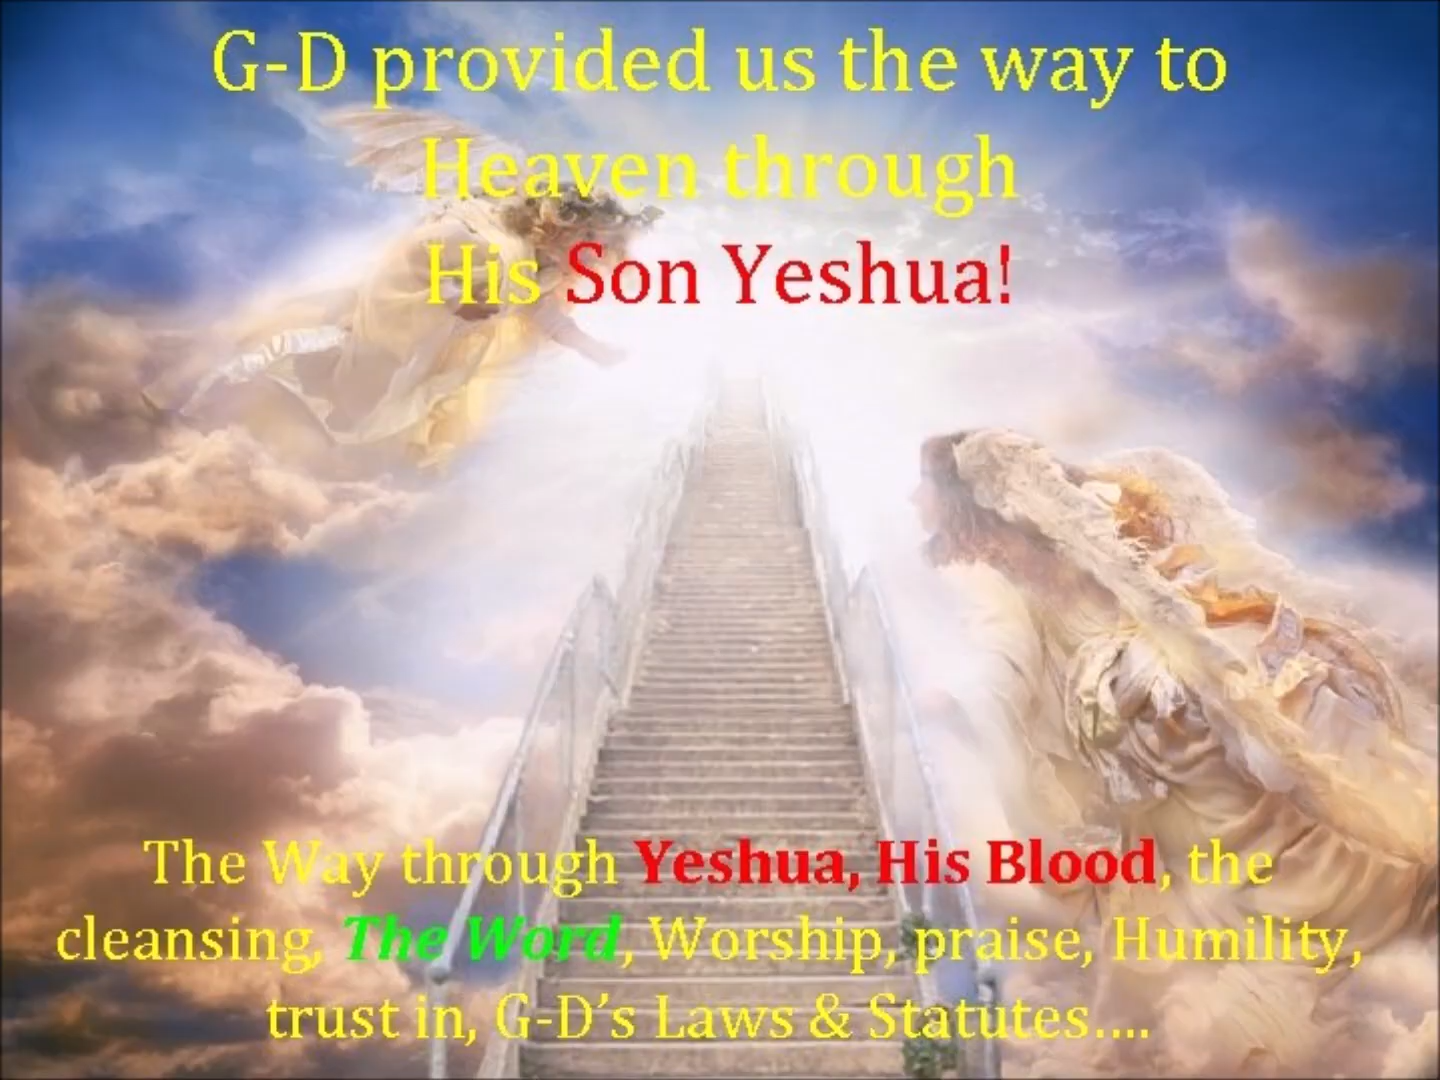 G-D provided us the way to
Heaven through
His Son Yeshua!
The Way through Yeshua, His Blood, the
cleansing, The Word, Worship, praise, Humility,
trust in, G-D’s Laws & Statutes….